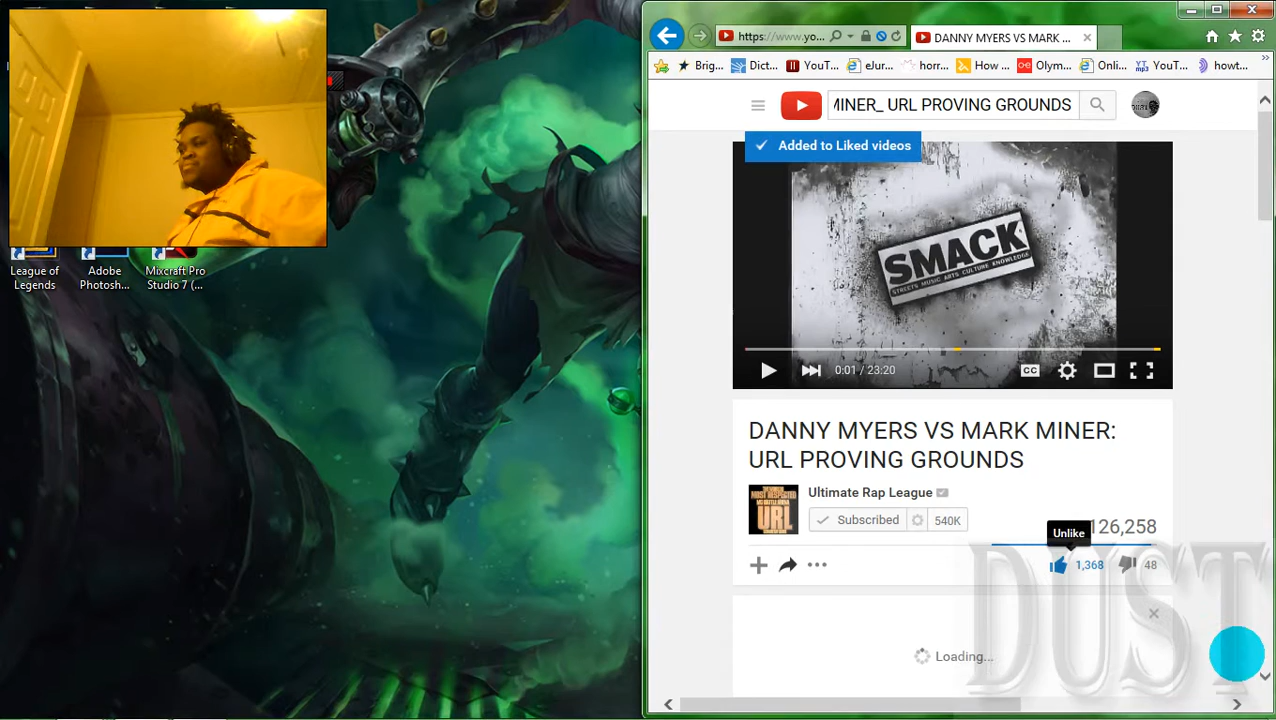 https://www.yo...
DANNY MYERS VS MARK ...
Brig...
Dict...
YouT...
elur...
horr...
How ...
Olym...
Onli...
YouT...
howt...
MINER_ URL PROVING GROUNDS
Added to Liked videos
SMACK
STREETS MUSIC ARTS CULTURE KNOWLEDGE
0:01 / 23:20
CC
DANNY MYERS VS MARK MINER:
URL PROVING GROUNDS
Ultimate Rap League
URL
Subscribed
540K
126,258
Unlike
1,368
48
Loading...
DUST
League of
Legends
Adobe
Photosh...
Mixcraft Pro
Studio 7 (...